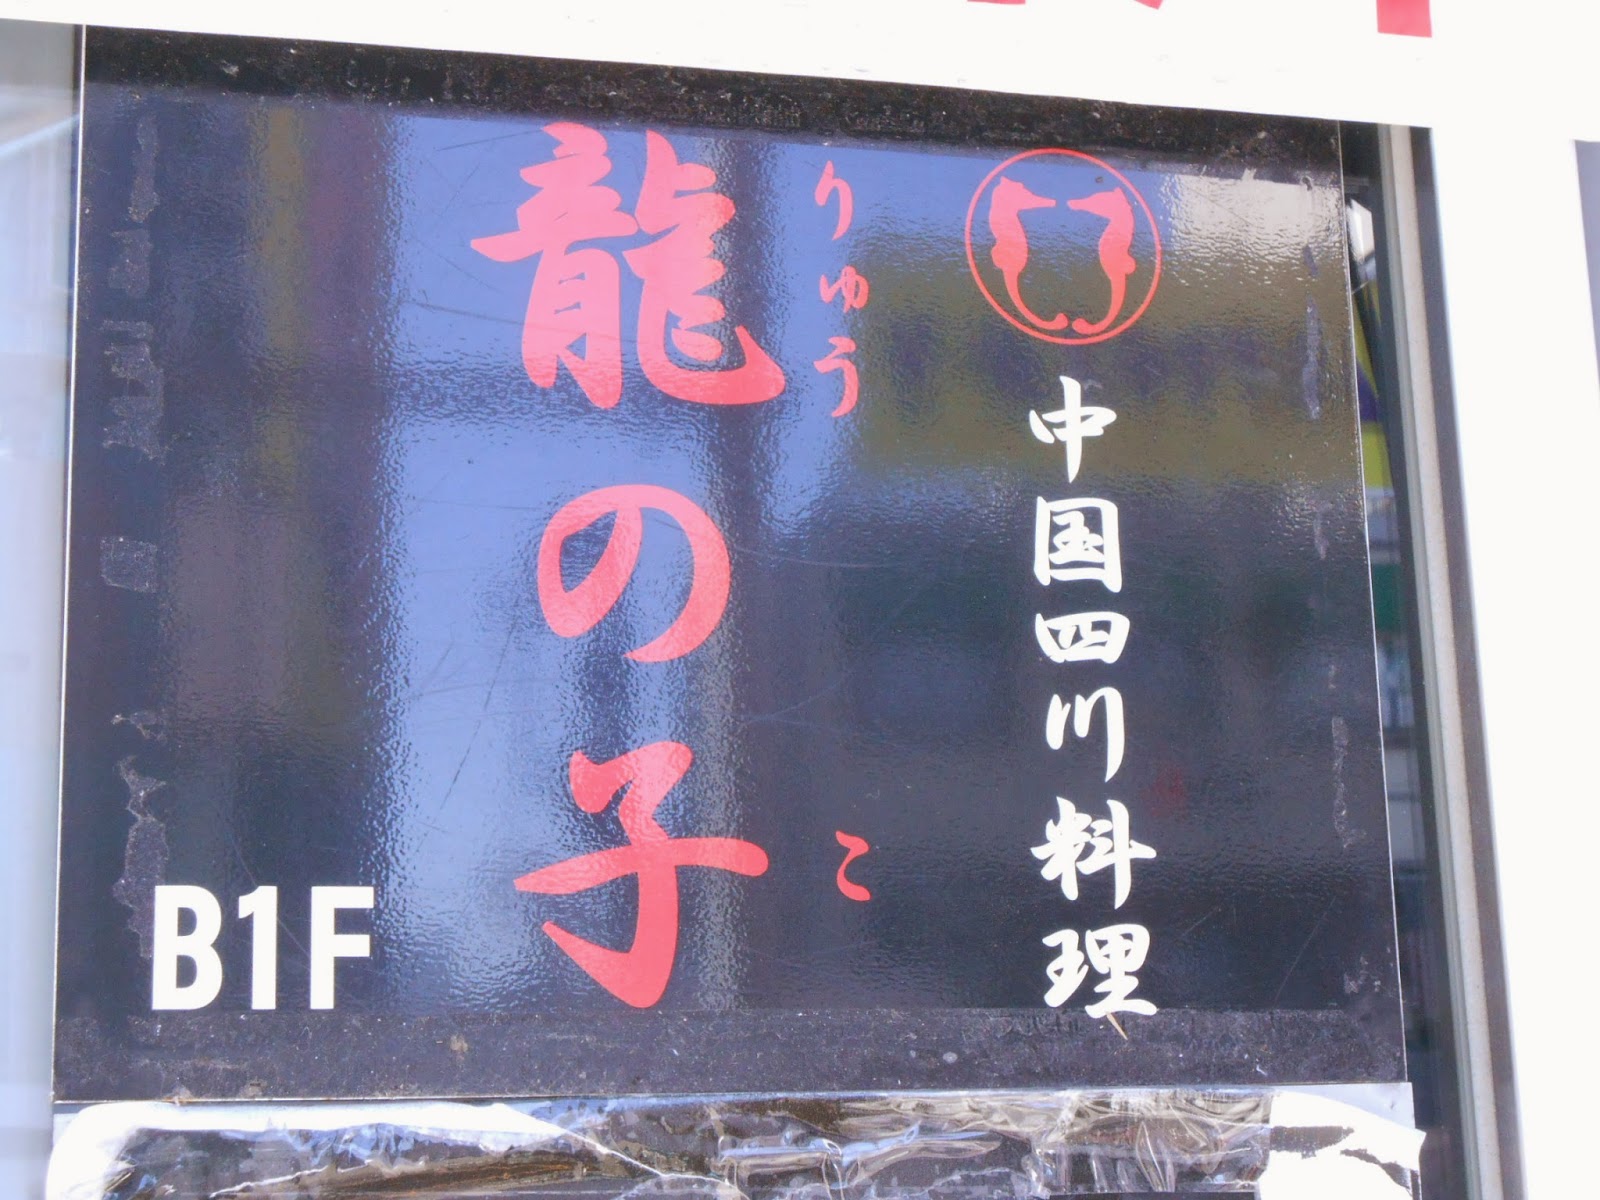 中国四川料理
りゅう こ
龍の子
B1F